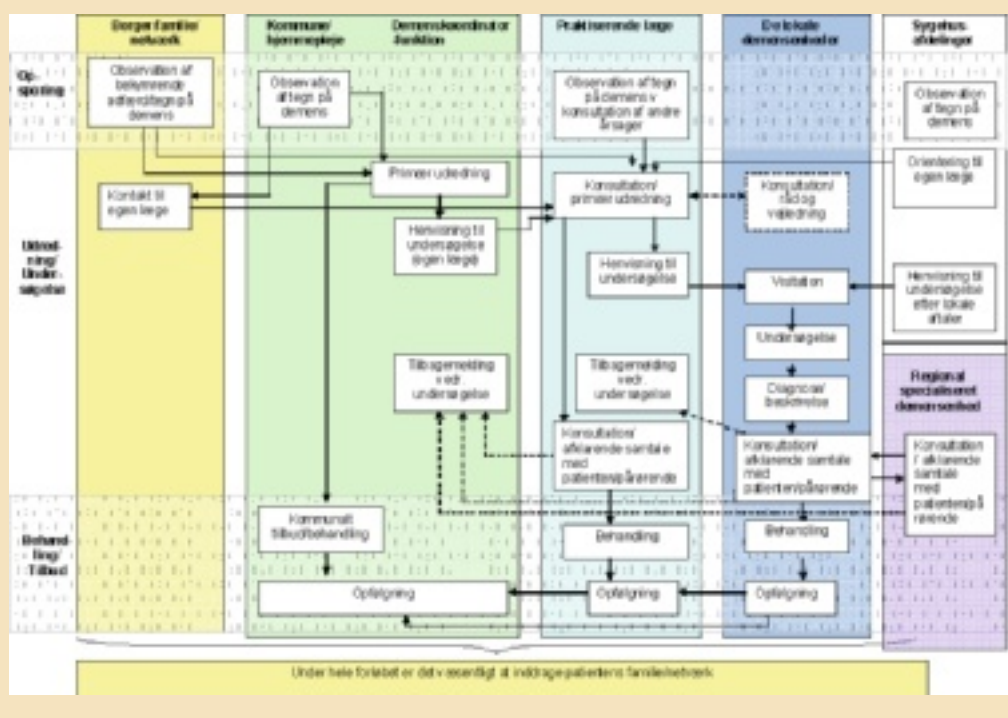 Borger familie/
netværk
Kommune/
hjemmepleje
Demenskoordinator
funktion
Praktiserende læge
De lokale
demensenheder
Sygehus-
afdelinger
Op-
sporing
Observation af
bekymrende
adfærd/tegn på
demens
Observation
af tegn på
demens
Observation af tegn
på demens v
konsultation af andre
årsager
Observation
af tegn på
demens
Udred-
ning/
Under-
søgelse
Kontakt til
egen læge
Primær udredning
Konsultation/
primær udredning
Konsultation/
råd og
vejledning
Orientering til
egen læge
Henvisning til
undersøgelse
(egen læge)
Henvisning til
undersøgelse
Visitation
Henvisning til
undersøgelse
efter lokale
aftaler
Undersøgelse
Tilbagemelding
vedr.
undersøgelse
Tilbagemelding
vedr.
undersøgelse
Diagnose/
beskrivelse
Regional
specialiseret
demensenhed
Konsultation/
afklarende samtale
med
patienten/pårørende
Konsultation/
afklarende samtale
med
patienten/pårørende
Konsultation
/ afklarende
samtale
med
patienten/på
rørende
Behand-
ling/
Tilbud
Kommunalt
tilbud/behandling
Behandling
Behandling
Opfølgning
Opfølgning
Opfølgning
Under hele forløbet er det væsentligt at inddrage patientens familie/netværk